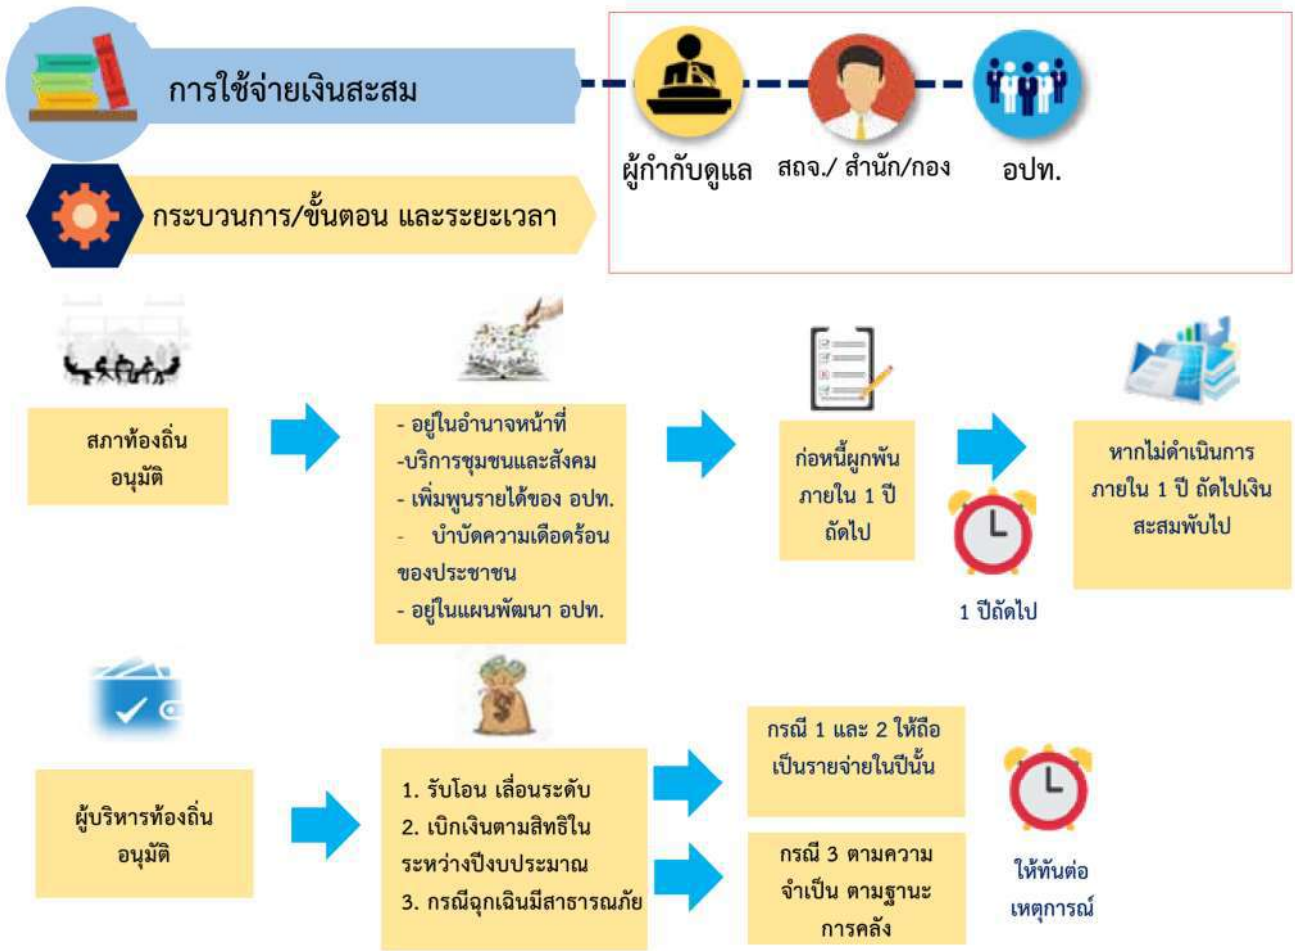 การใช้จ่ายเงินสะสม
ผู้กำกับดูแล
สถจ./ สำนัก/กอง
อปท.
กระบวนการ/ขั้นตอน และระยะเวลา
สภาท้องถิ่น
อนุมัติ
- อยู่ในอำนาจหน้าที่
-บริการชุมชนและสังคม
- เพิ่มพูนรายได้ของ อปท.
- บำบัดความเดือดร้อน
ของประชาชน
- อยู่ในแผนพัฒนา อปท.
ก่อหนี้ผูกพัน
ภายใน 1 ปี
ถัดไป
1 ปีถัดไป
หากไม่ดำเนินการ
ภายใน 1 ปี ถัดไปเงิน
สะสมพับไป
ผู้บริหารท้องถิ่น
อนุมัติ
1. รับโอน เลื่อนระดับ
2. เบิกเงินตามสิทธิใน
ระหว่างปีงบประมาณ
3. กรณีฉุกเฉินมีสาธารณภัย
กรณี 1 และ 2 ให้ถือ
เป็นรายจ่ายในปีนั้น
กรณี 3 ตามความ
จำเป็น ตามฐานะ
การคลัง
ให้ทันต่อ
เหตุการณ์